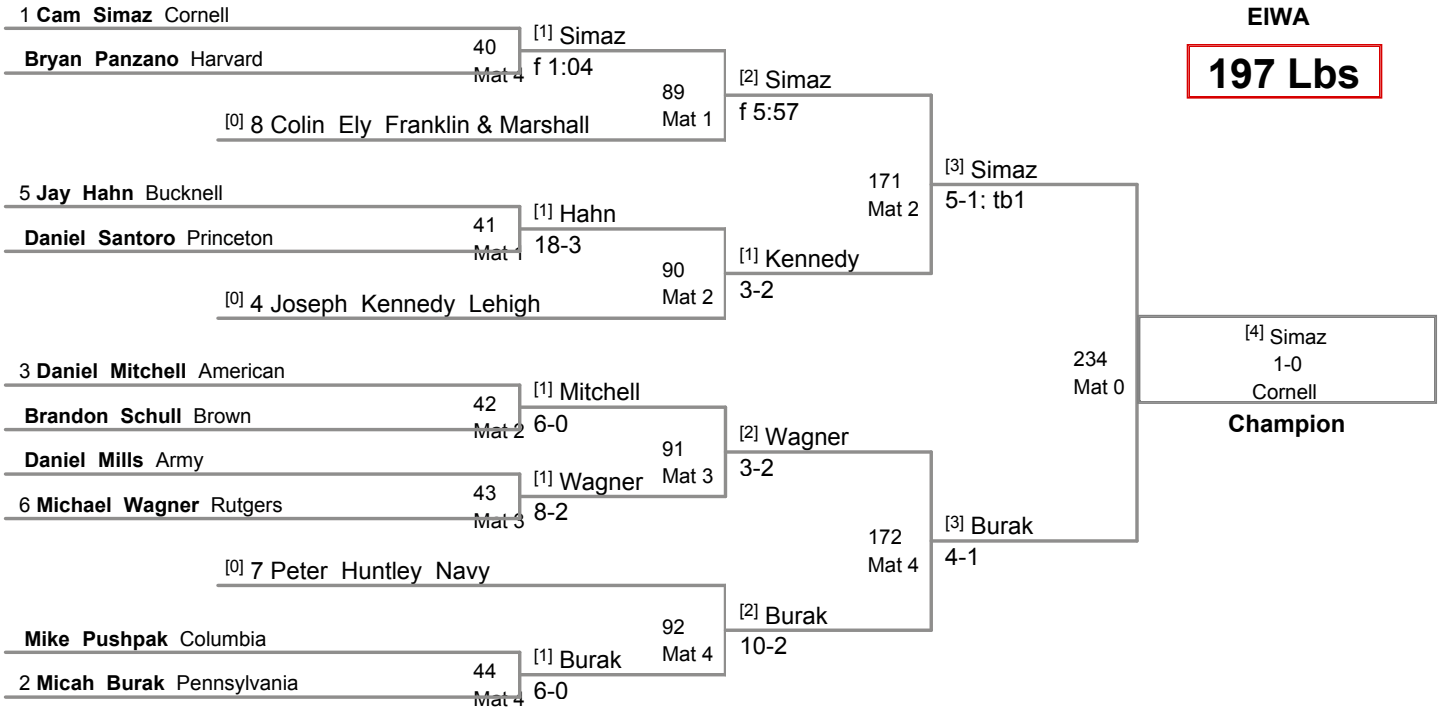 1 Cam Simaz Cornell
EIWA
[1] Simaz
40
Bryan Panzano Harvard
Mat 4
f 1:04
197 Lbs
[2] Simaz
89
Mat 1
f 5:57
[0] 8 Colin Ely Franklin & Marshall
[3] Simaz
171
5 Jay Hahn Bucknell
Mat 2
5-1: tb1
[1] Hahn
41
Daniel Santoro Princeton
Mat 1
18-3
[1] Kennedy
90
Mat 2
3-2
[0] 4 Joseph Kennedy Lehigh
[4] Simaz
234
1-0
3 Daniel Mitchell American
Mat 0
Cornell
[1] Mitchell
42
Brandon Schull Brown
Mat 2
6-0
Champion
[2] Wagner
91
Daniel Mills Army
Mat 3
3-2
[1] Wagner
43
6 Michael Wagner Rutgers
Mat 3
8-2
[3] Burak
172
Mat 4
4-1
[0] 7 Peter Huntley Navy
[2] Burak
92
Mike Pushpak Columbia
Mat 4
10-2
[1] Burak
44
2 Micah Burak Pennsylvania
Mat 4
6-0